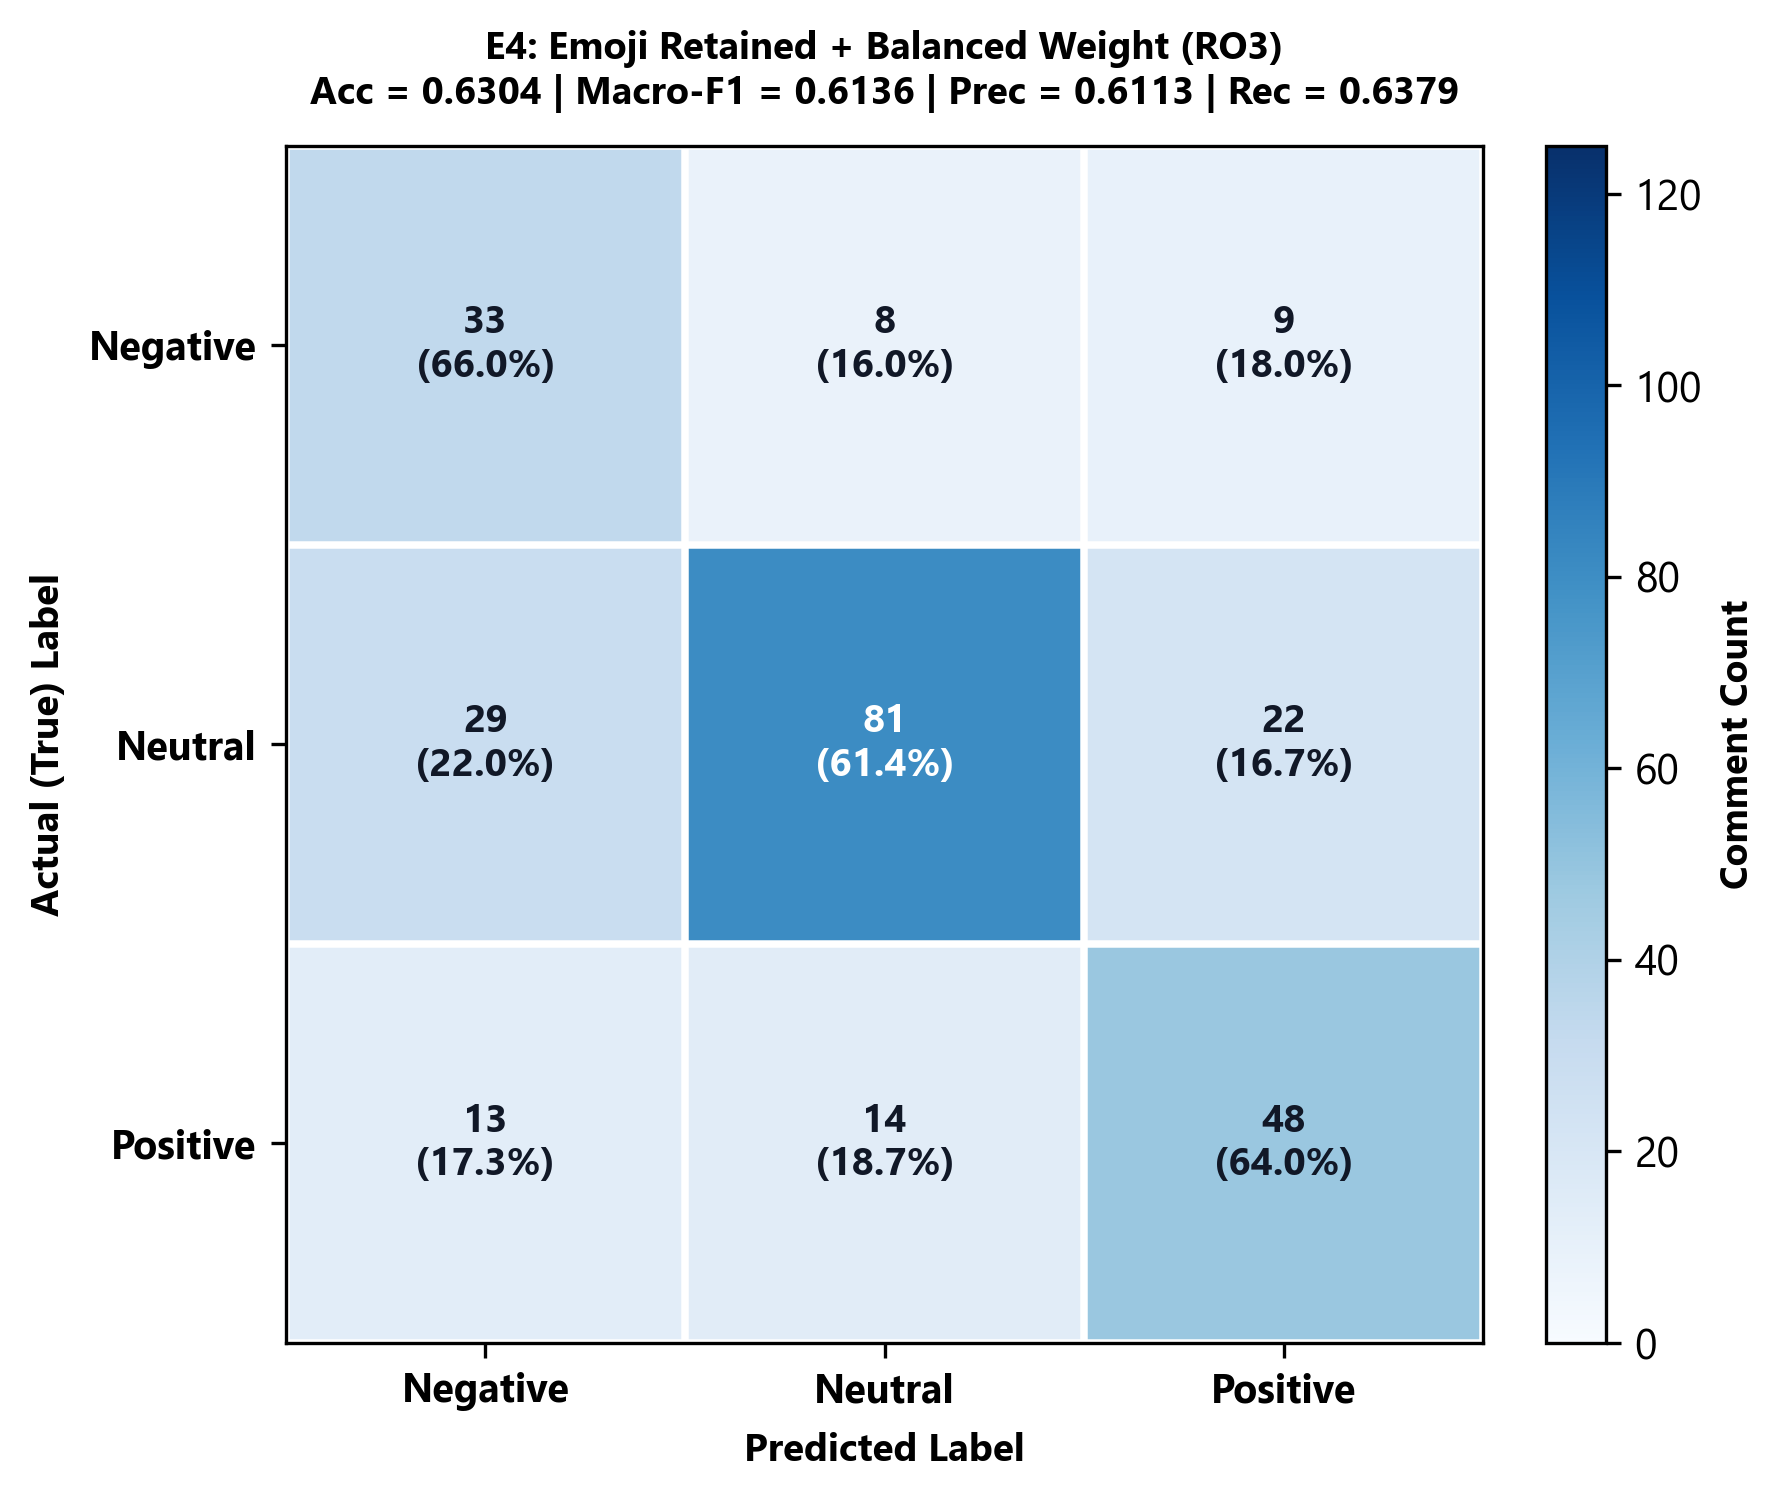 E4: Emoji Retained + Balanced Weight (RO3)
Acc = 0.6304 | Macro-F1 = 0.6136 | Prec = 0.6113 | Rec = 0.6379
Actual (True) Label
Negative
33
(66.0%)
8
(16.0%)
9
(18.0%)
Neutral
29
(22.0%)
81
(61.4%)
22
(16.7%)
Positive
13
(17.3%)
14
(18.7%)
48
(64.0%)
Negative
Neutral
Positive
Predicted Label
120
100
80
60
40
20
0
Comment Count